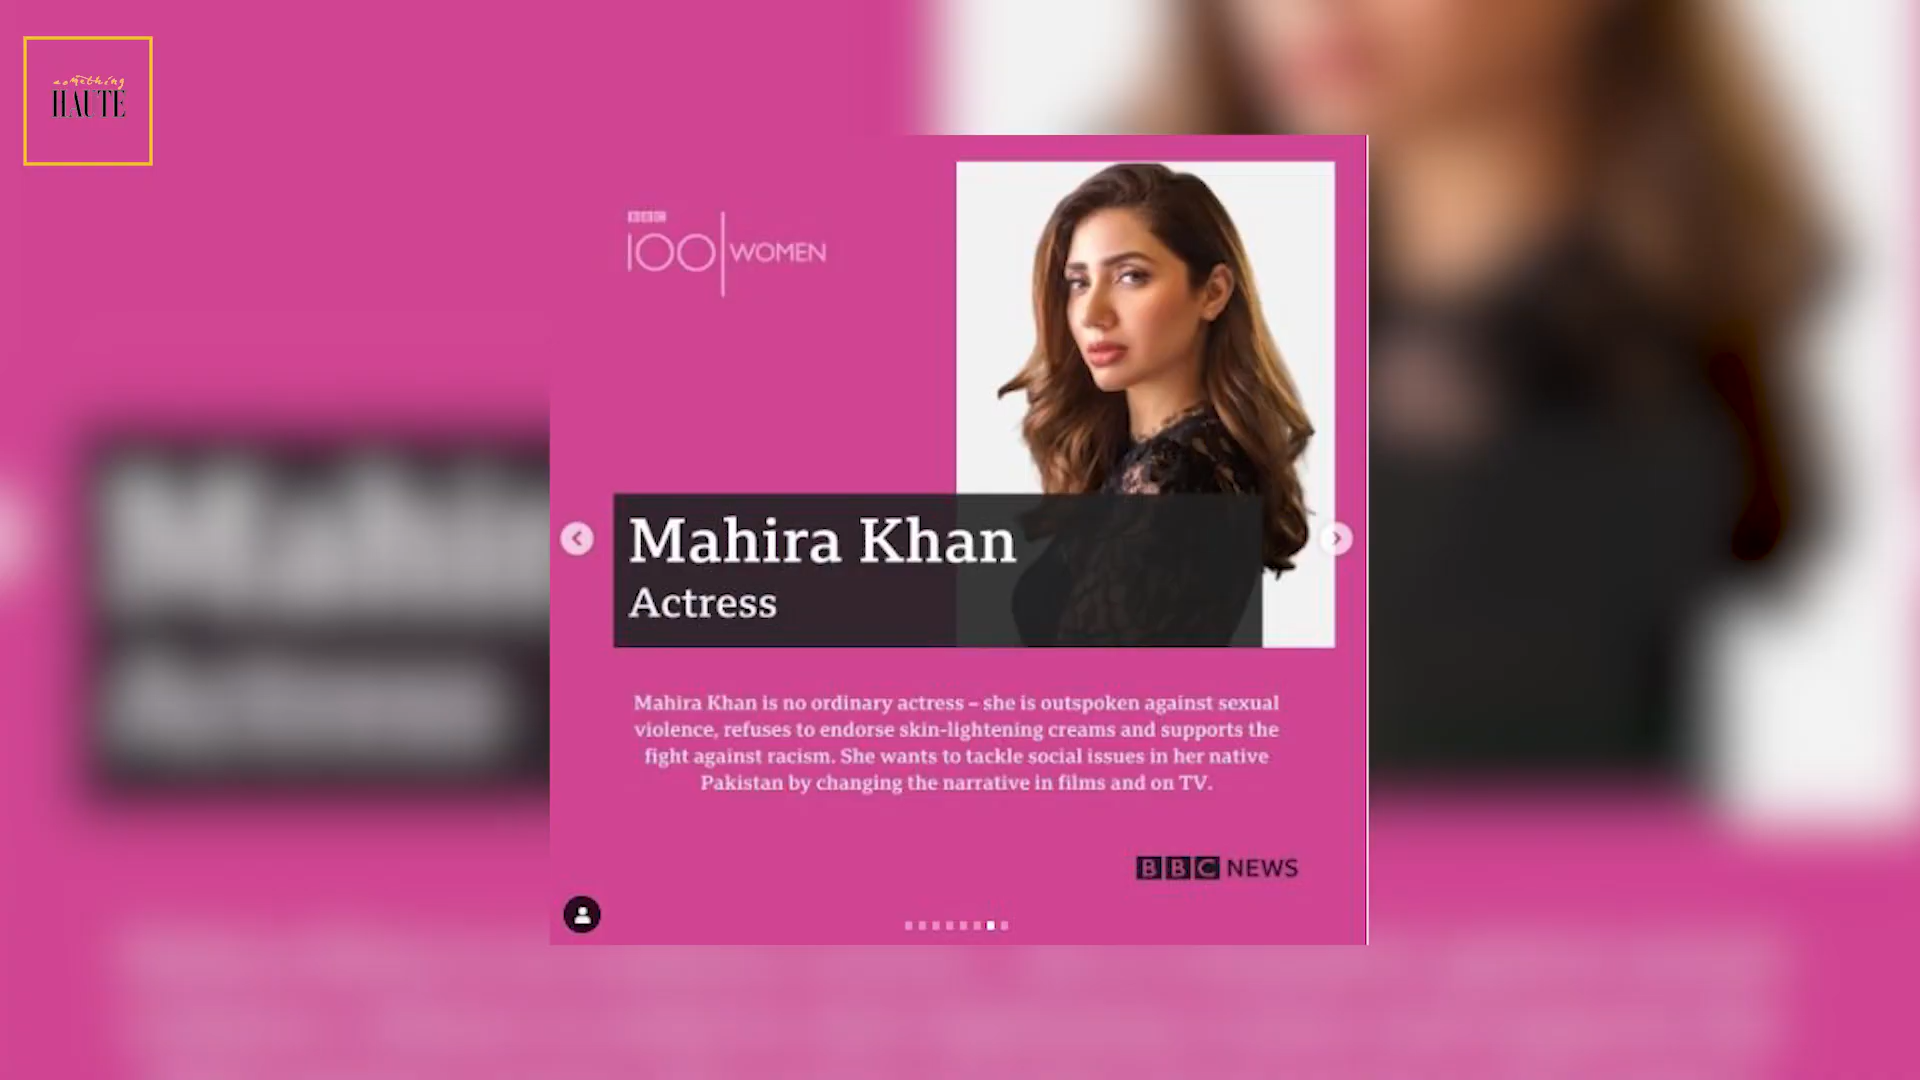 something
HAUTE
BBC
100 WOMEN
Mahira Khan
Actress
Mahira Khan is no ordinary actress – she is outspoken against sexual
violence, refuses to endorse skin-lightening creams and supports the
fight against racism. She wants to tackle social issues in her native
Pakistan by changing the narrative in films and on TV.
BBC NEWS